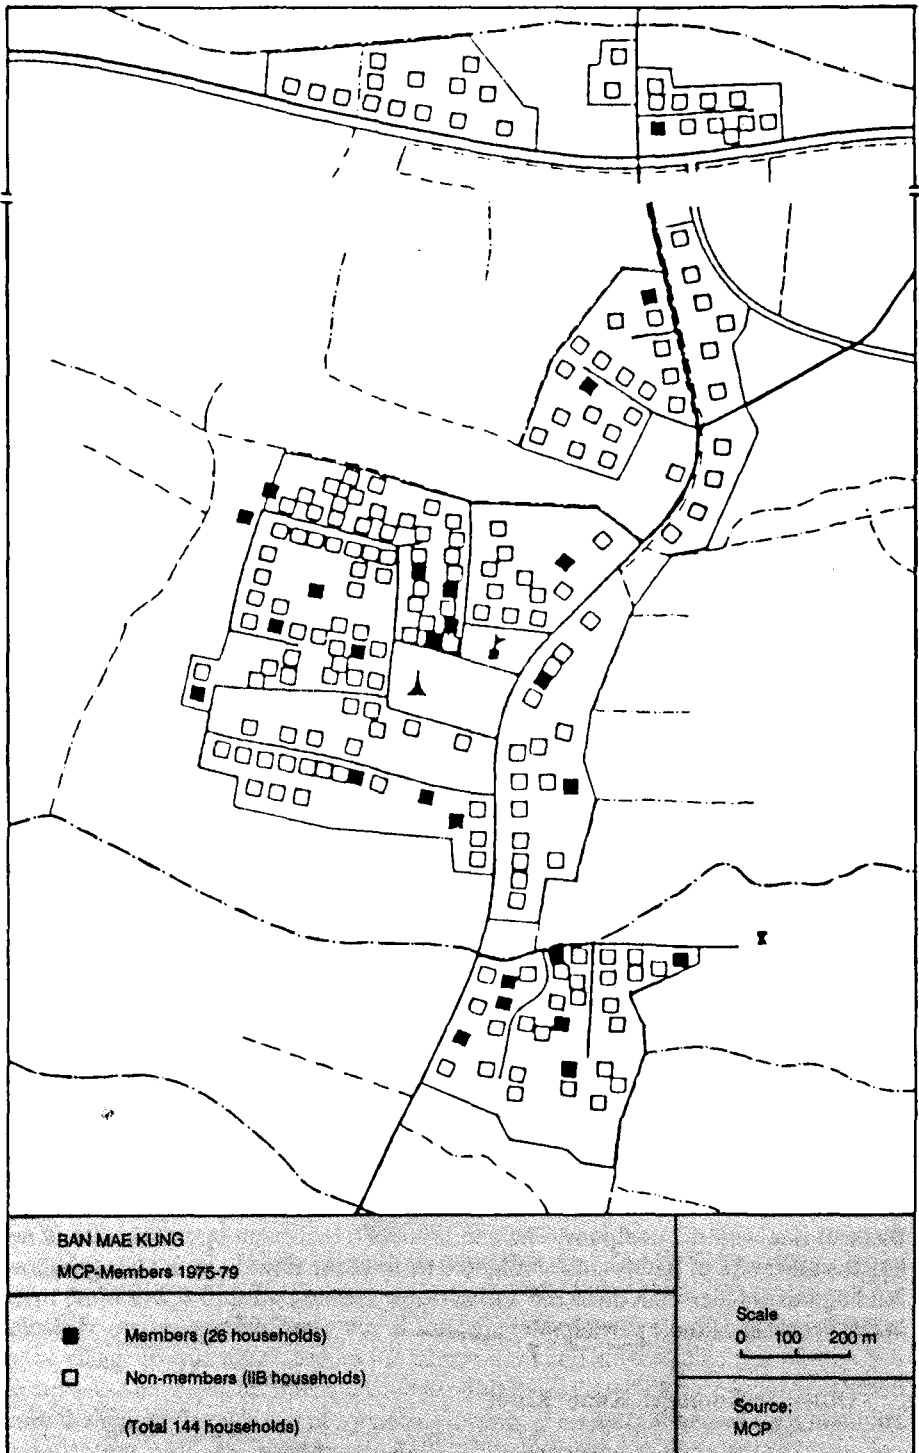 BAN MAE KUNG
MCP-Members 1975-79
Members (26 households)
Non-members (IIB households)
(Total 144 households)
Scale
0 100 200 m
Source:
MCP